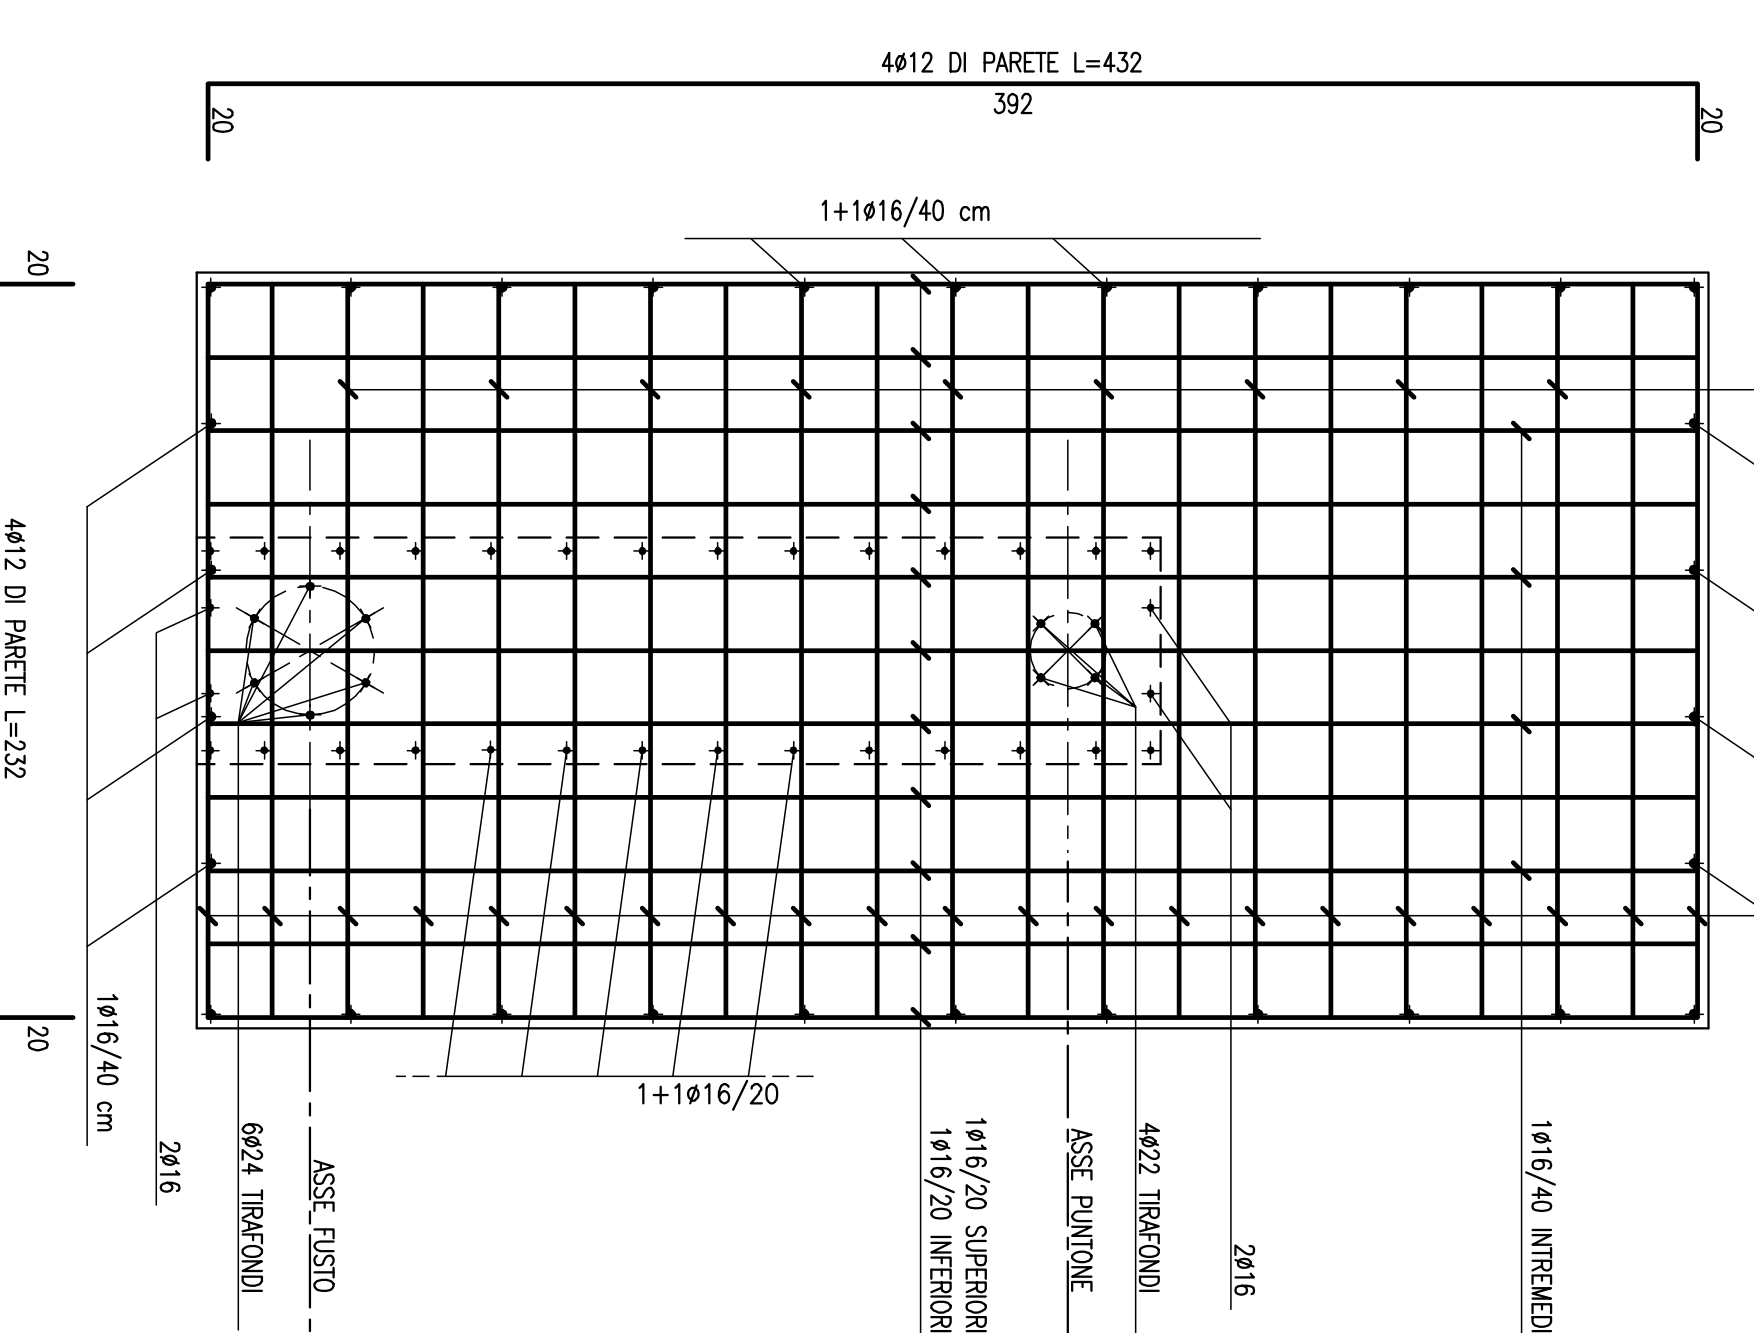 4ø12 DI PARETE L=432
392
20
20
1+1ø16/40 cm
20
4ø12 DI PARETE L=232
20
1ø16/40 cm
2ø16
6ø24 TIRAFONDI
ASSE FUSTO
1+1ø16/20
1ø16/20 SUPERIORI
1ø16/20 INFERIORI
ASSE PUNTONE
4ø22 TIRAFONDI
2ø16
1ø16/40 INTREMEDI